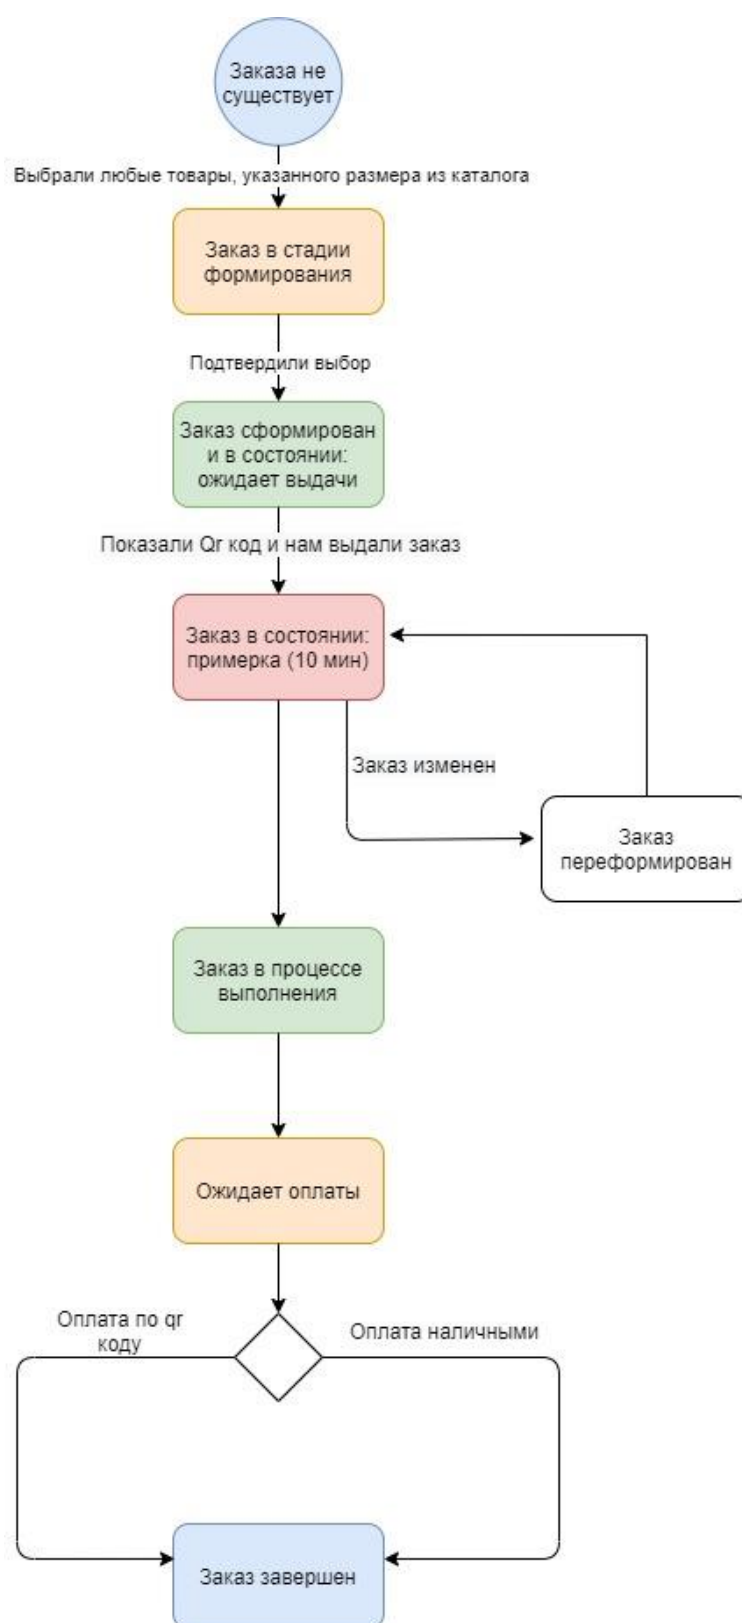 Заказа не
существует
Выбрали любые товары, указанного размера из каталога
Заказ в стадии
формирования
Подтвердили выбор
Заказ сформирован
и в состоянии:
ожидает выдачи
Показали Qr код и нам выдали заказ
Заказ в состоянии:
примерка (10 мин)
Заказ изменен
Заказ
переформирован
Заказ в процессе
выполнения
Ожидает оплаты
Оплата по qr
коду
Оплата наличными
Заказ завершен